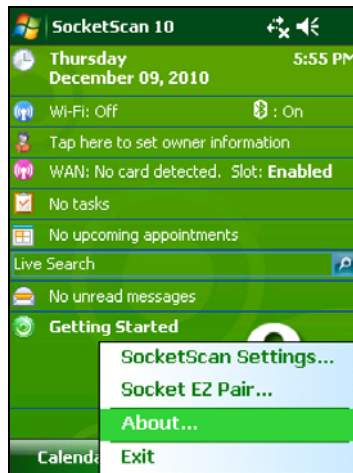 SocketScan 10
Thursday 5:55 PM
December 09, 2010
Wi-Fi: Off : On
Tap here to set owner information
WAN: No card detected. Slot: Enabled
No tasks
No upcoming appointments
Live Search
No unread messages
Getting Started
SocketScan Settings...
Socket EZ Pair...
About...
Exit